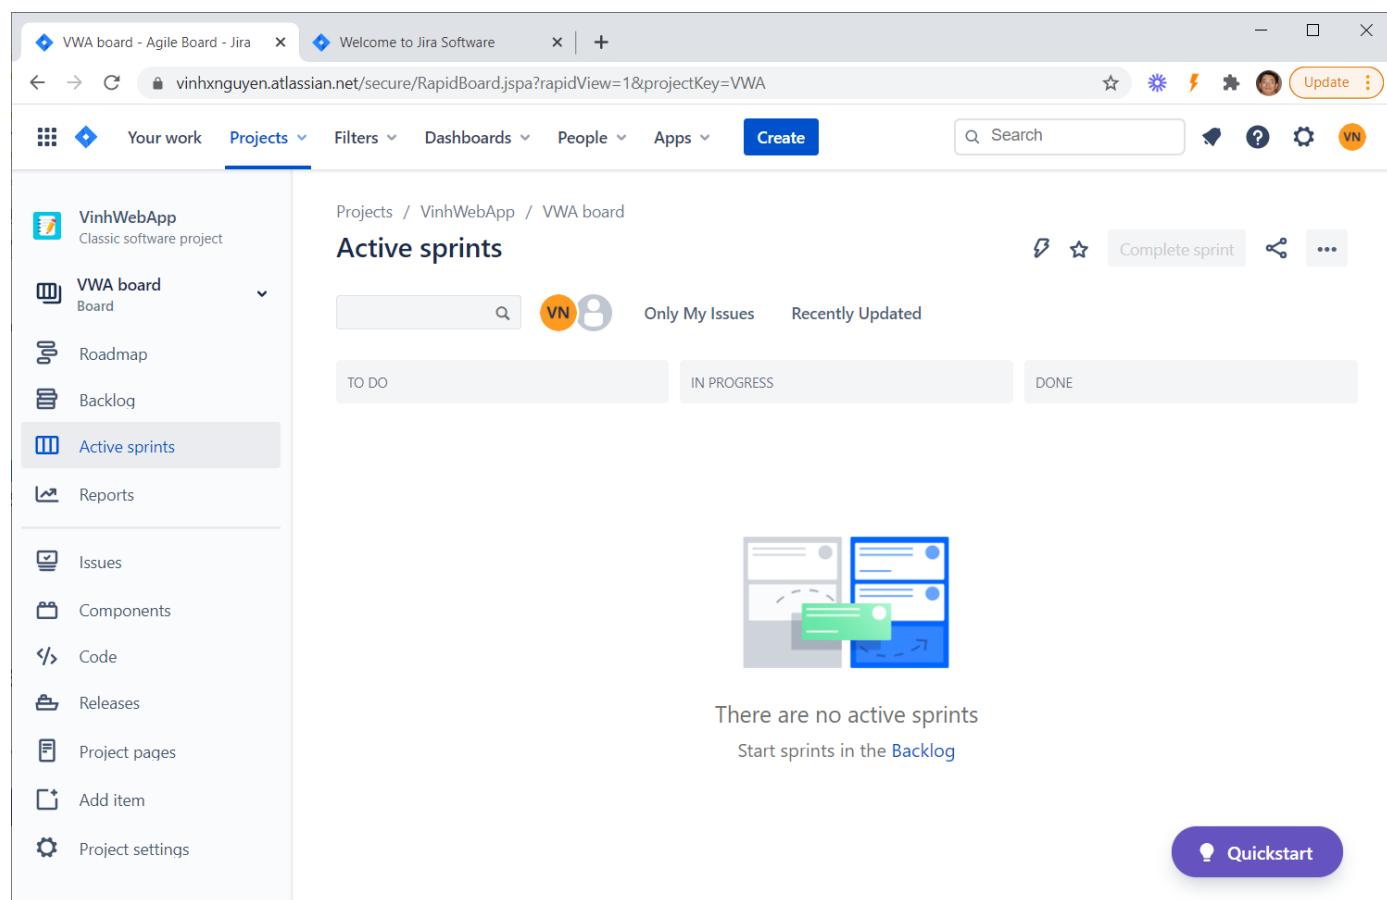 VWA board - Agile Board - Jira
Welcome to Jira Software
vinhxnguyen.atlassian.net/secure/RapidBoard.jspa?rapidView=1&projectKey=VWA
Update
Your work
Projects
Filters
Dashboards
People
Apps
Create
Search
VN
VinhWebApp
Classic software project
VWA board
Board
Roadmap
Backlog
Active sprints
Reports
Issues
Components
Code
Releases
Project pages
Add item
Project settings
Projects / VinhWebApp / VWA board
Active sprints
Complete sprint
VN
Only My Issues
Recently Updated
TO DO
IN PROGRESS
DONE
There are no active sprints
Start sprints in the Backlog
Quickstart